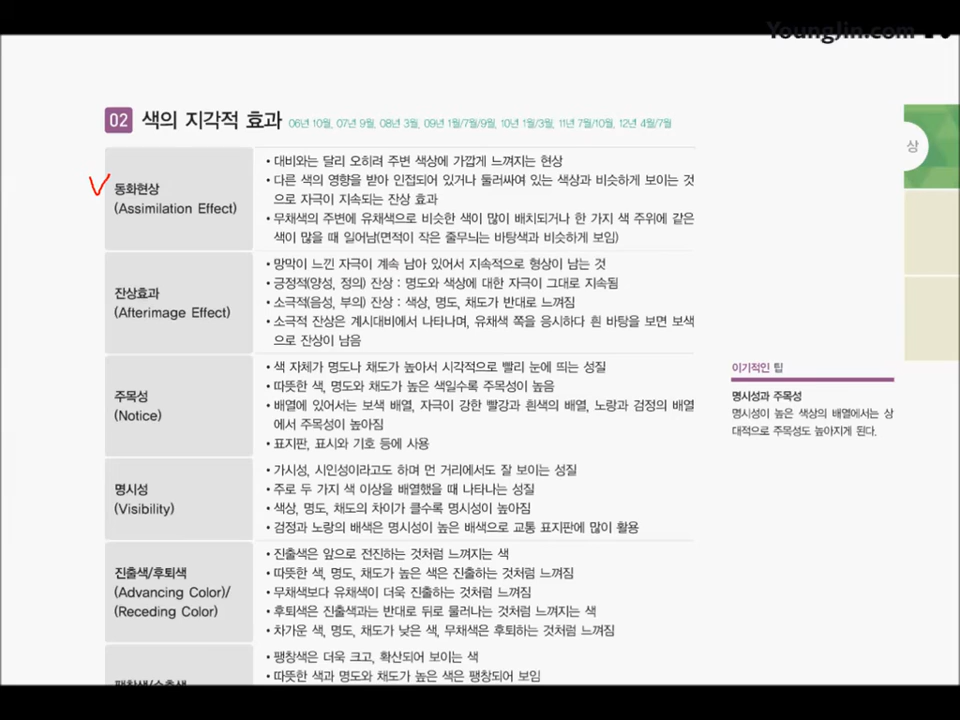 YoungJin.com
02 색의 지각적 효과 06년 10월, 07년 9월, 08년 3월, 09년 1월/7월/9월, 10년 1월/3월, 11년 7월/10월, 12년 4월/7월
상
동화현상
(Assimilation Effect)
• 대비와는 달리 오히려 주변 색상에 가깝게 느껴지는 현상
• 다른 색의 영향을 받아 인접되어 있거나 둘러싸여 있는 색상과 비슷하게 보이는 것
으로 자극이 지속되는 잔상 효과
• 무채색의 주변에 유채색으로 비슷한 색이 많이 배치되거나 한 가지 색 주위에 같은
색이 많을 때 일어남(면적이 작은 줄무늬는 바탕색과 비슷하게 보임)
잔상효과
(Afterimage Effect)
• 망막이 느낀 자극이 계속 남아 있어서 지속적으로 형상이 남는 것
• 긍정적(양성, 정의) 잔상 : 명도와 색상에 대한 자극이 그대로 지속됨
• 소극적(음성, 부의) 잔상 : 색상, 명도, 채도가 반대로 느껴짐
• 소극적 잔상은 계시대비에서 나타나며, 유채색 쪽을 응시하다 흰 바탕을 보면 보색
으로 잔상이 남음
주목성
(Notice)
• 색 자체가 명도나 채도가 높아서 시각적으로 빨리 눈에 띄는 성질
• 따뜻한 색, 명도와 채도가 높은 색일수록 주목성이 높음
• 배열에 있어서는 보색 배열, 자극이 강한 빨강과 흰색의 배열, 노랑과 검정의 배열
에서 주목성이 높아짐
• 표지판, 표시와 기호 등에 사용
명시성
(Visibility)
• 가시성, 시인성이라고도 하며 먼 거리에서도 잘 보이는 성질
• 주로 두 가지 색 이상을 배열했을 때 나타나는 성질
• 색상, 명도, 채도의 차이가 클수록 명시성이 높아짐
• 검정과 노랑의 배색은 명시성이 높은 배색으로 교통 표지판에 많이 활용
진출색/후퇴색
(Advancing Color)/
(Receding Color)
• 진출색은 앞으로 전진하는 것처럼 느껴지는 색
• 따뜻한 색, 명도, 채도가 높은 색은 진출하는 것처럼 느껴짐
• 무채색보다 유채색이 더욱 진출하는 것처럼 느껴짐
• 후퇴색은 진출색과는 반대로 뒤로 물러나는 것처럼 느껴지는 색
• 차가운 색, 명도, 채도가 낮은 색, 무채색은 후퇴하는 것처럼 느껴짐
팽창색/수축색
• 팽창색은 더욱 크고, 확산되어 보이는 색
• 따뜻한 색과 명도와 채도가 높은 색은 팽창되어 보임
이기적인 팁
명시성과 주목성
명시성이 높은 색상의 배열에서는 상
대적으로 주목성도 높아지게 된다.